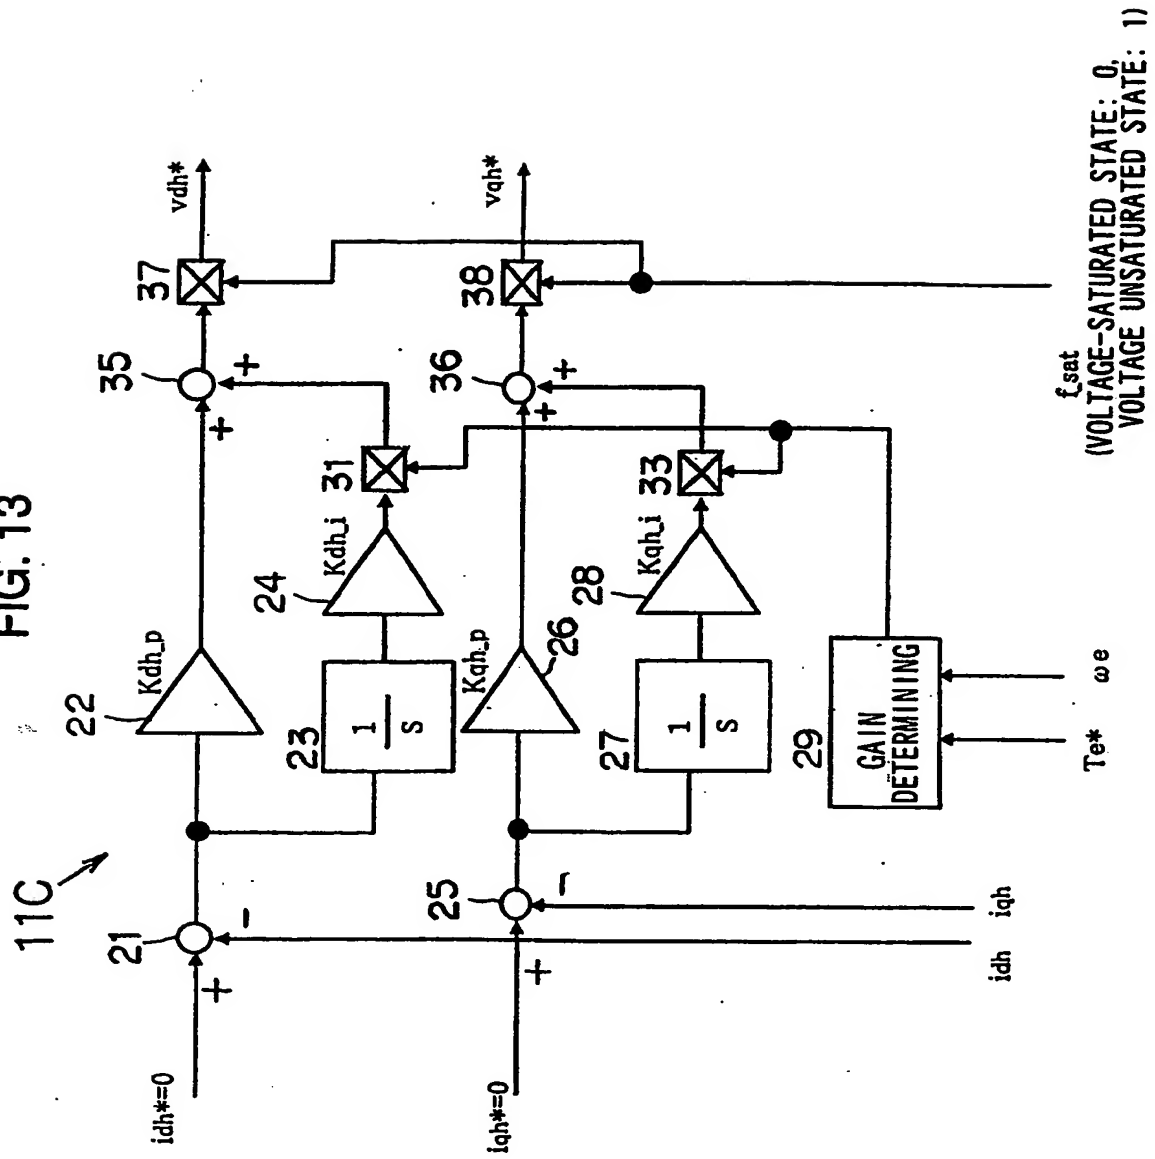 FIG. 13
11C
idh*=0
+
21
-
22
Kdh_p
23
1
S
24
Kdh_i
31
+
+
35
37
vdh*
iqh*=0
+
25
-
Kqh_p
26
27
1
S
28
Kqh_i
33
+
+
36
38
vqh*
29
GAIN
DETERMINING
idh
iqh
Te*
ωe
f_sat
(VOLTAGE-SATURATED STATE: 0,
VOLTAGE UNSATURATED STATE: 1)